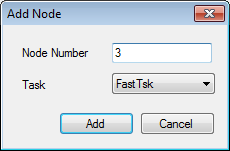 Add Node
Node Number 3
Task FastTsk
Add Cancel